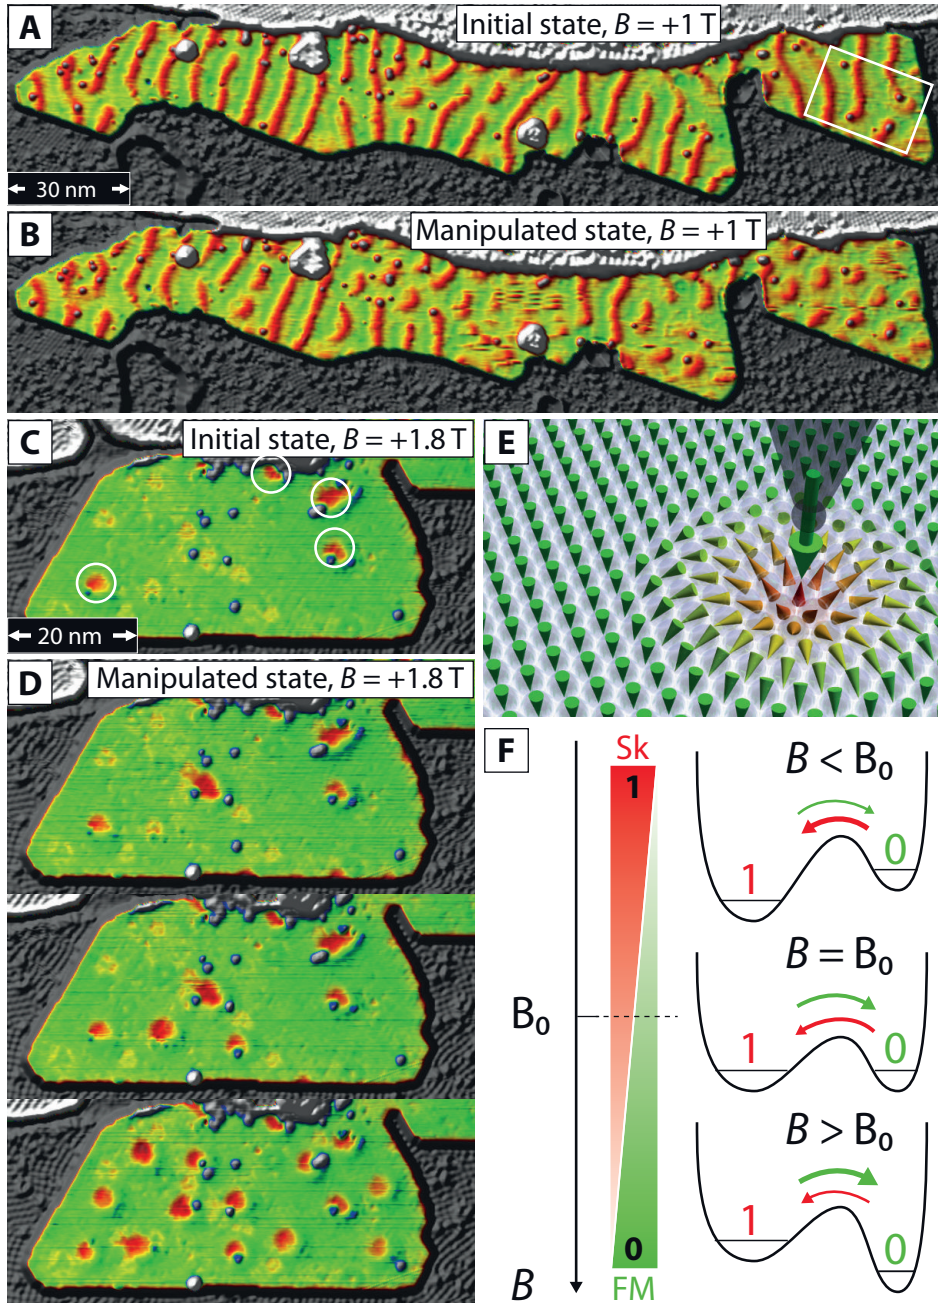 A
Initial state, B = +1 T
30 nm
B
Manipulated state, B = +1 T
C
Initial state, B = +1.8 T
20 nm
D
Manipulated state, B = +1.8 T
E
F
Sk
1
B₀
0
FM
B
B < B₀
1
0
B = B₀
1
0
B > B₀
1
0